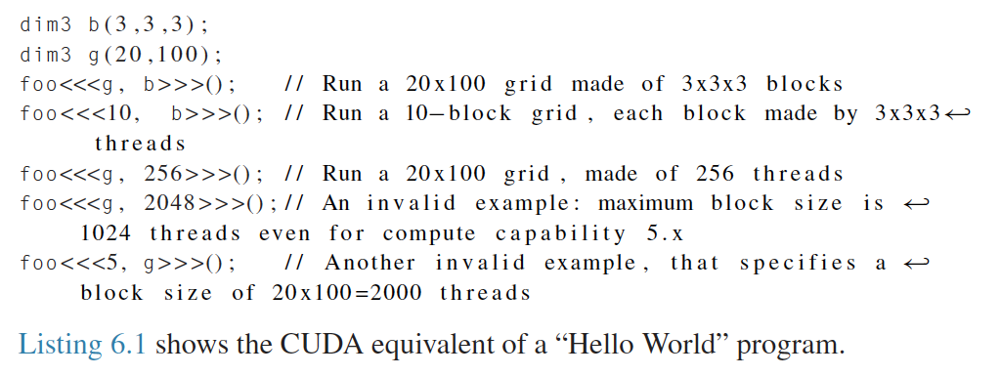 dim3 b(3,3,3);
dim3 g(20,100);
foo<<<g, b>>>(); // Run a 20x100 grid made of 3x3x3 blocks
foo<<<10, b>>>(); // Run a 10−block grid, each block made by 3x3x3↩
threads
foo<<<g, 256>>>(); // Run a 20x100 grid, made of 256 threads
foo<<<g, 2048>>>();// An invalid example: maximum block size is ↩
1024 threads even for compute capability 5.x
foo<<<5, g>>>(); // Another invalid example, that specifies a ↩
block size of 20x100=2000 threads
Listing 6.1 shows the CUDA equivalent of a “Hello World” program.